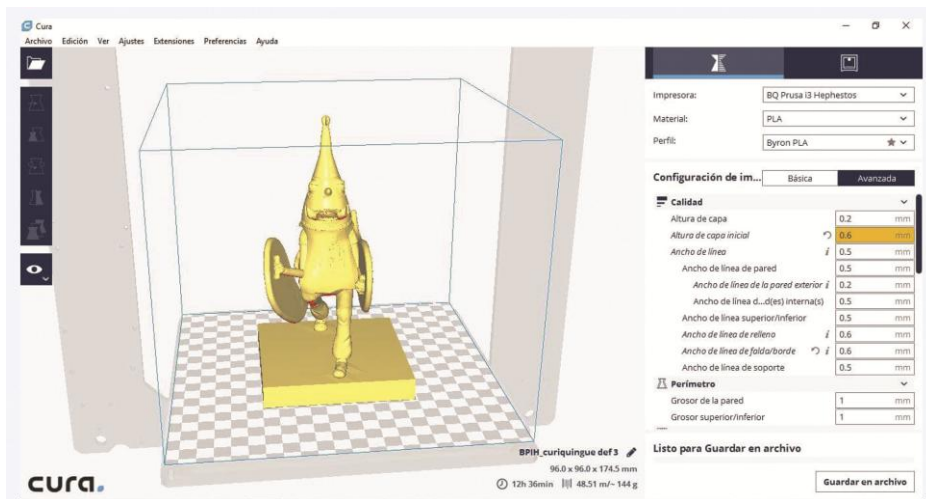 Cura
Archivo Edición Ver Ajustes Extensiones Preferencias Ayuda
Impresora: BQ Prusa i3 Hephestos
Material: PLA
Perfil: Byron PLA
Configuración de im... Básica Avanzada
Calidad
Altura de capa 0.2 mm
Altura de capa inicial 0.6 mm
Ancho de línea i 0.5 mm
Ancho de línea de pared 0.5 mm
Ancho de línea de la pared exterior i 0.2 mm
Ancho de línea d...d(es) interna(s) 0.5 mm
Ancho de línea superior/inferior 0.5 mm
Ancho de línea de relleno i 0.6 mm
Ancho de línea de falda/borde i 0.6 mm
Ancho de línea de soporte 0.5 mm
Perímetro
Grosor de la pared 1 mm
Grosor superior/inferior 1 mm
BPIH_curiquingue def 3
96.0 x 96.0 x 174.5 mm
12h 36min 48.51 m/~ 144 g
Listo para Guardar en archivo
Guardar en archivo
cura.